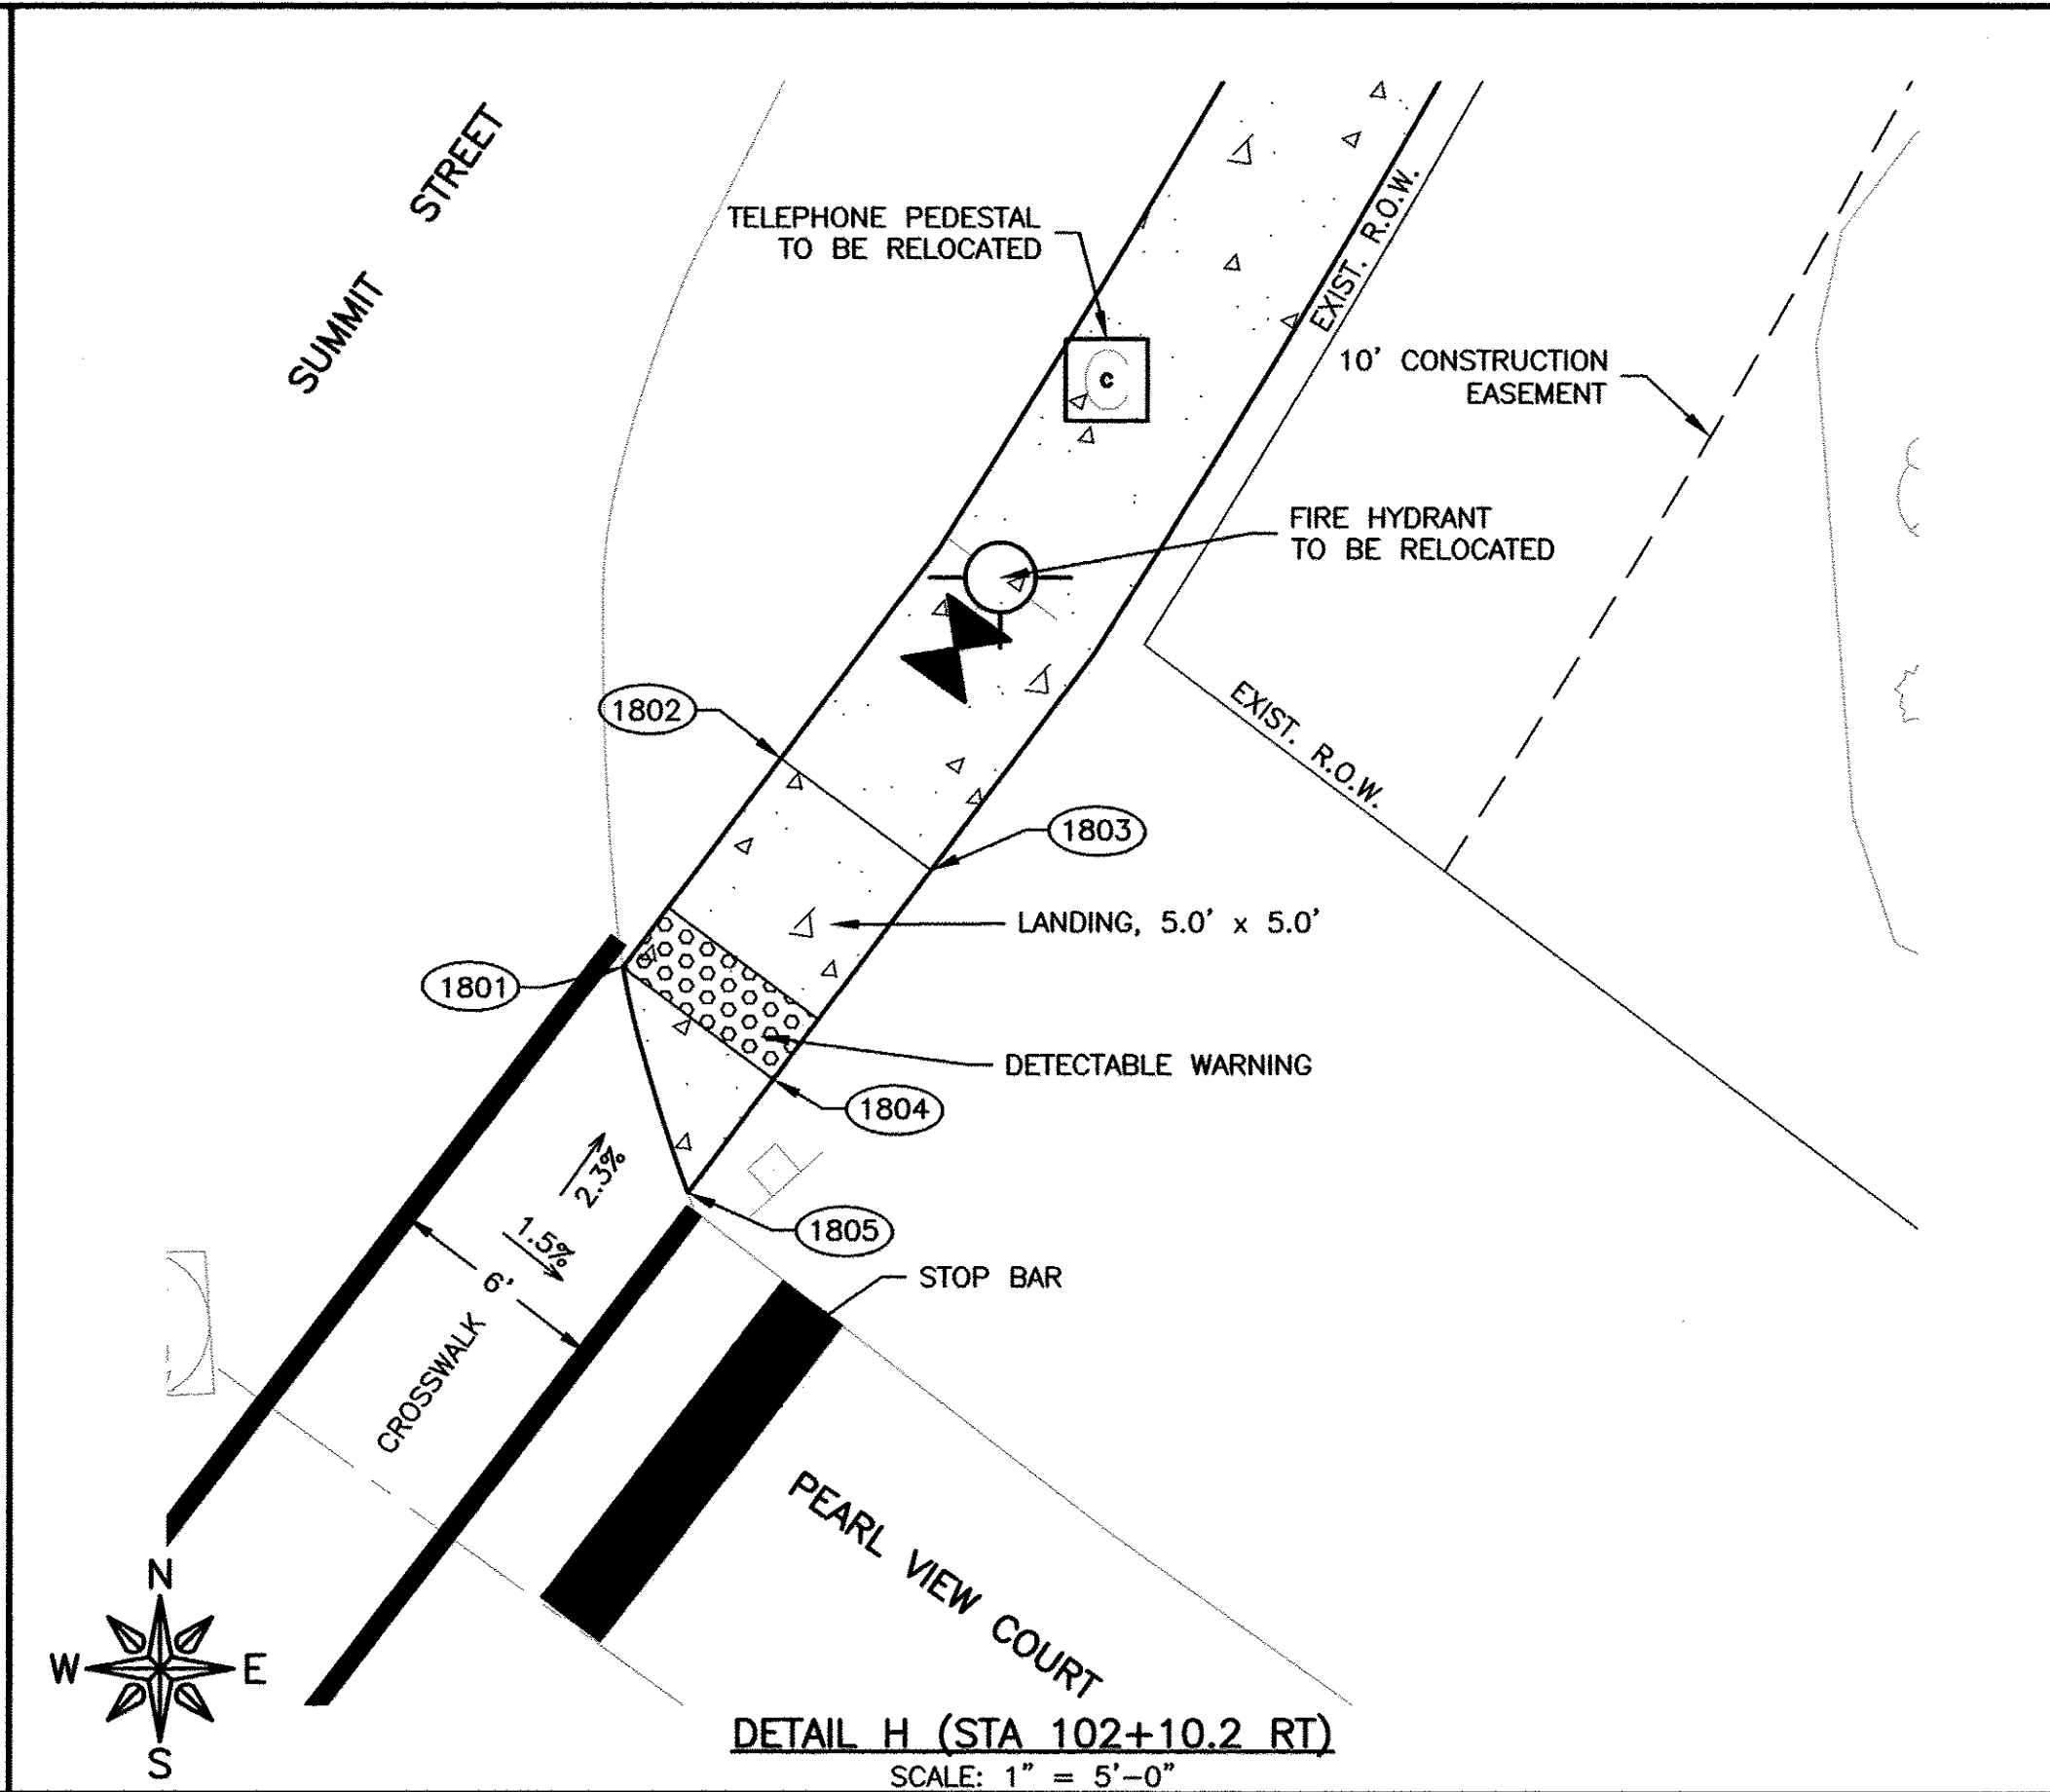 SUMMIT STREET
TELEPHONE PEDESTAL
TO BE RELOCATED
EXIST. R.O.W.
10' CONSTRUCTION
EASEMENT
C
FIRE HYDRANT
TO BE RELOCATED
EXIST. R.O.W.
1802
1803
LANDING, 5.0' x 5.0'
1801
DETECTABLE WARNING
1804
2.3%
1.5%
1805
6'
STOP BAR
CROSSWALK
PEARL VIEW COURT
N
W
E
S
DETAIL H (STA 102+10.2 RT)
SCALE: 1" = 5'-0"